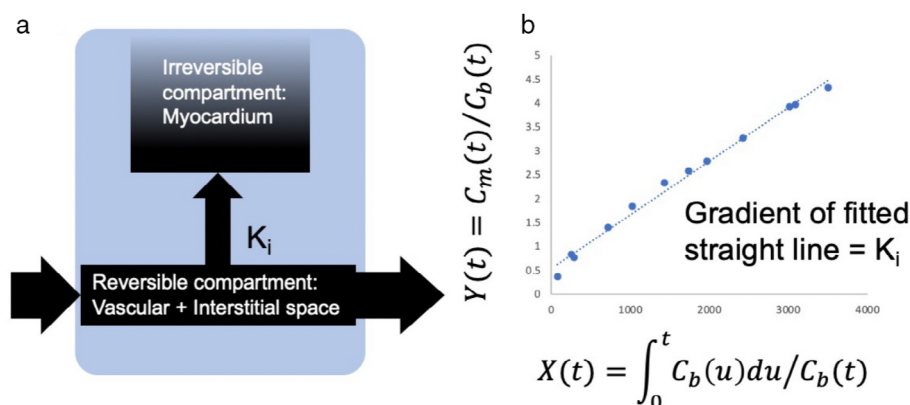 a
Irreversible
compartment:
Myocardium
K_i
Reversible compartment:
Vascular + Interstitial space
b
Y(t) = C_m(t)/C_b(t)
5
4.5
4
3.5
3
2.5
2
1.5
1
0.5
0
0
1000
2000
3000
4000
Gradient of fitted
straight line = K_i
X(t) = ∫_0^t C_b(u)du/C_b(t)